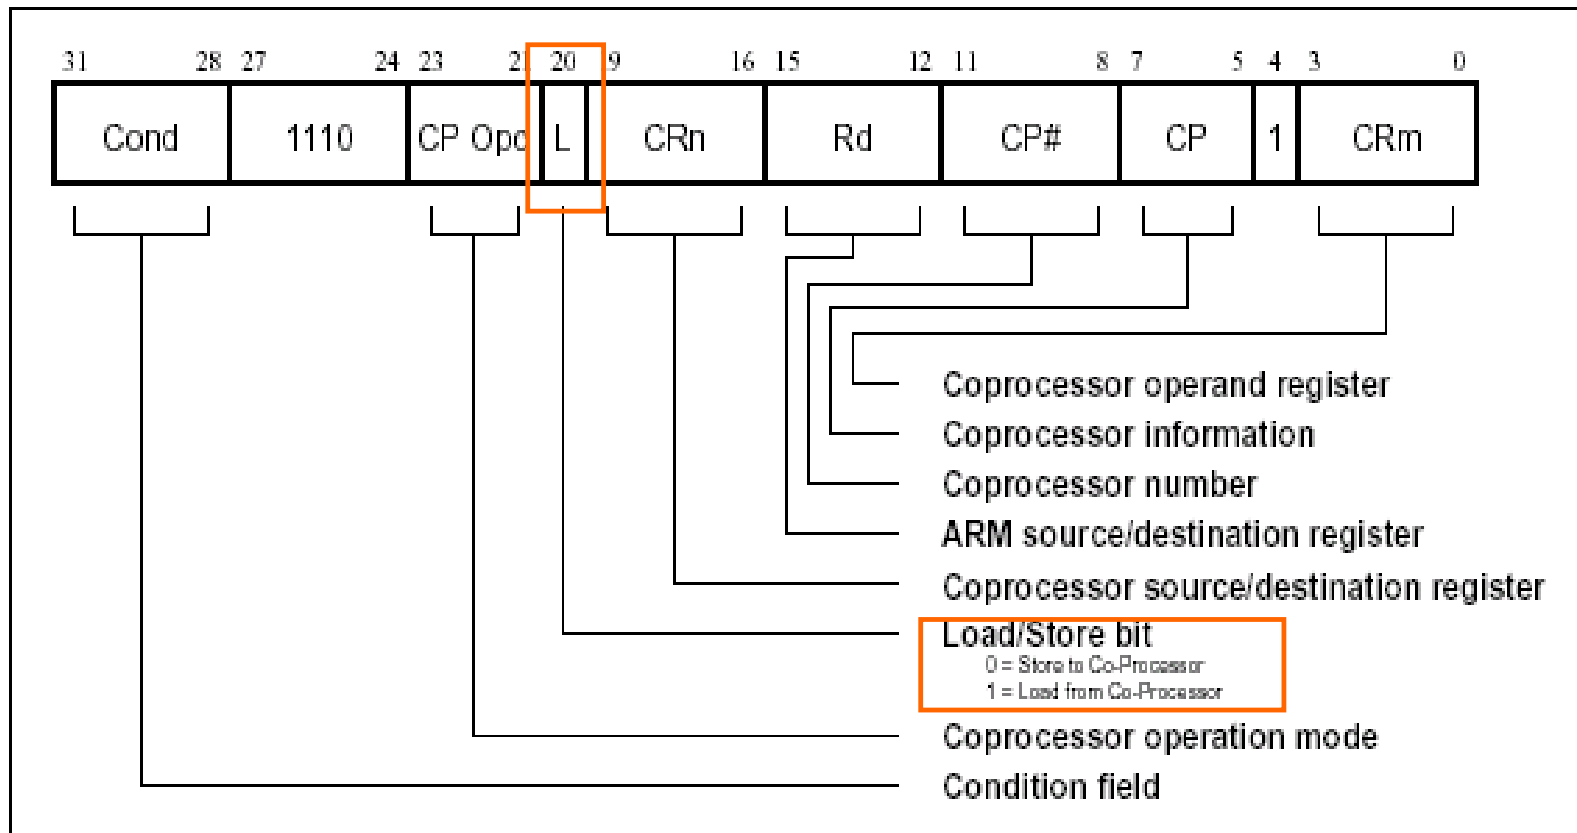 31 28 27 24 23 21 20 9 16 15 12 11 8 7 5 4 3 0
Cond 1110 CP Opc L CRn Rd CP# CP 1 CRm
Coprocessor operand register
Coprocessor information
Coprocessor number
ARM source/destination register
Coprocessor source/destination register
Load/Store bit
0 = Store to Co-Processor
1 = Load from Co-Processor
Coprocessor operation mode
Condition field